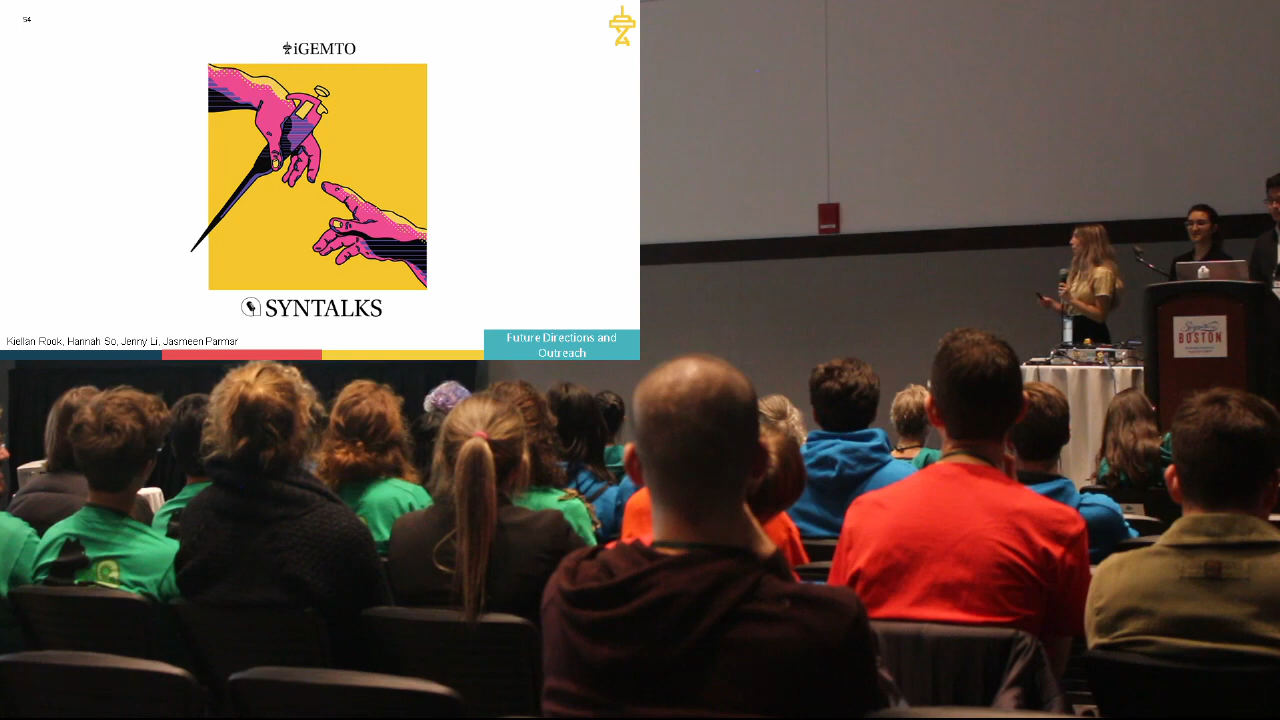 54
iGEMTO
SYNTALKS
Kiellan Rook, Hannah So, Jenny Li, Jasmeen Parmar
Future Directions and
Outreach
BOSTON